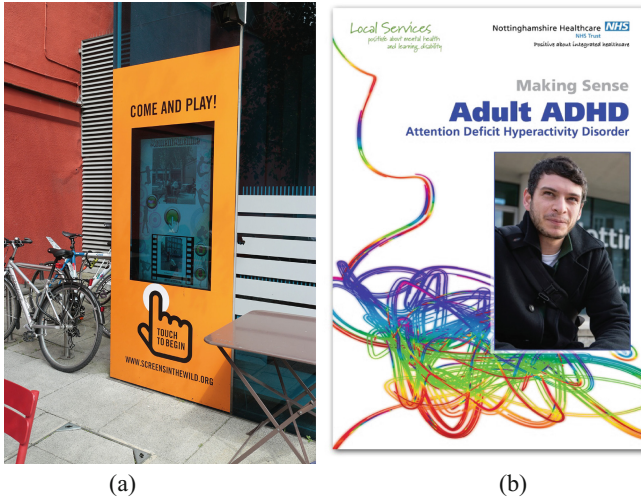 COME AND PLAY!
TOUCH
TO BEGIN
WWW.SCREENSINTHEWILD.ORG
(a)
Local Services
positive about mental health
and learning disability
Nottinghamshire Healthcare NHS
NHS Trust
Positive about integrated healthcare
Making Sense
Adult ADHD
Attention Deficit Hyperactivity Disorder
(b)